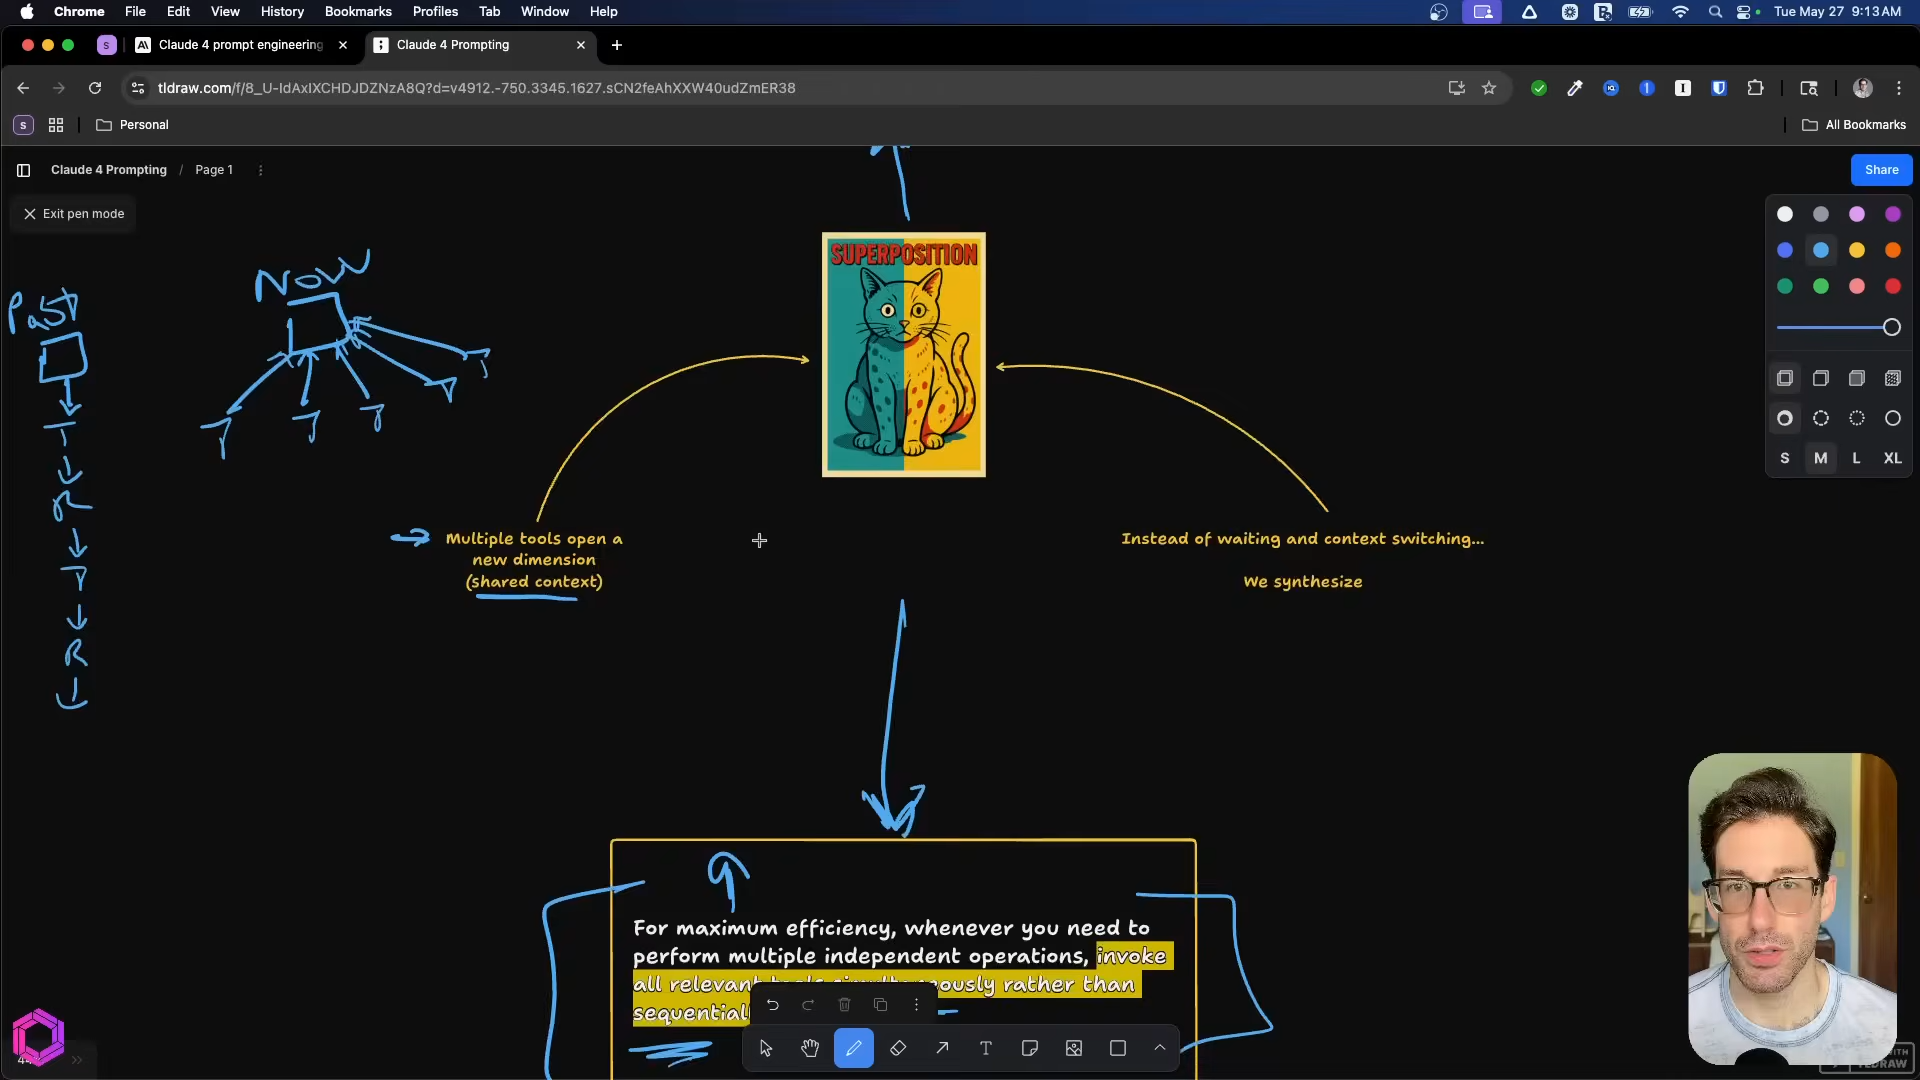 Chrome File Edit View History Bookmarks Profiles Tab Window Help Tue May 27 9:13 AM
Claude 4 prompt engineering Claude 4 Prompting
tldraw.com/f/8_U-IdAxIXCHDJDZNzA8Q?d=v4912.-750.3345.1627.sCN2feAhXXW40udZmER38
S Personal All Bookmarks
Claude 4 Prompting / Page 1
Share
Exit pen mode
SUPERPOSITION
NOW
Past
T
T
T
T
T
T
R
T
R
Multiple tools open a
new dimension
(shared context)
Instead of waiting and context switching...
We synthesize
S M L XL
For maximum efficiency, whenever you need to
perform multiple independent operations, invoke
all relevant rather than